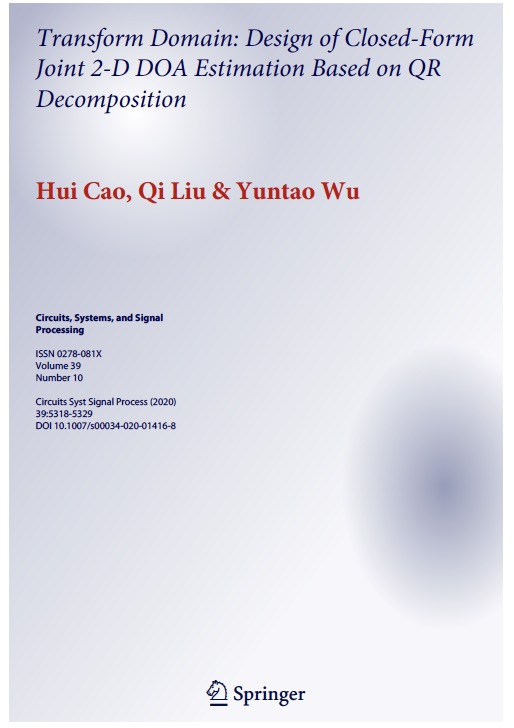 Transform Domain: Design of Closed-Form
Joint 2-D DOA Estimation Based on QR
Decomposition
Hui Cao, Qi Liu & Yuntao Wu
Circuits, Systems, and Signal
Processing
ISSN 0278-081X
Volume 39
Number 10
Circuits Syst Signal Process (2020)
39:5318-5329
DOI 10.1007/s00034-020-01416-8
Springer